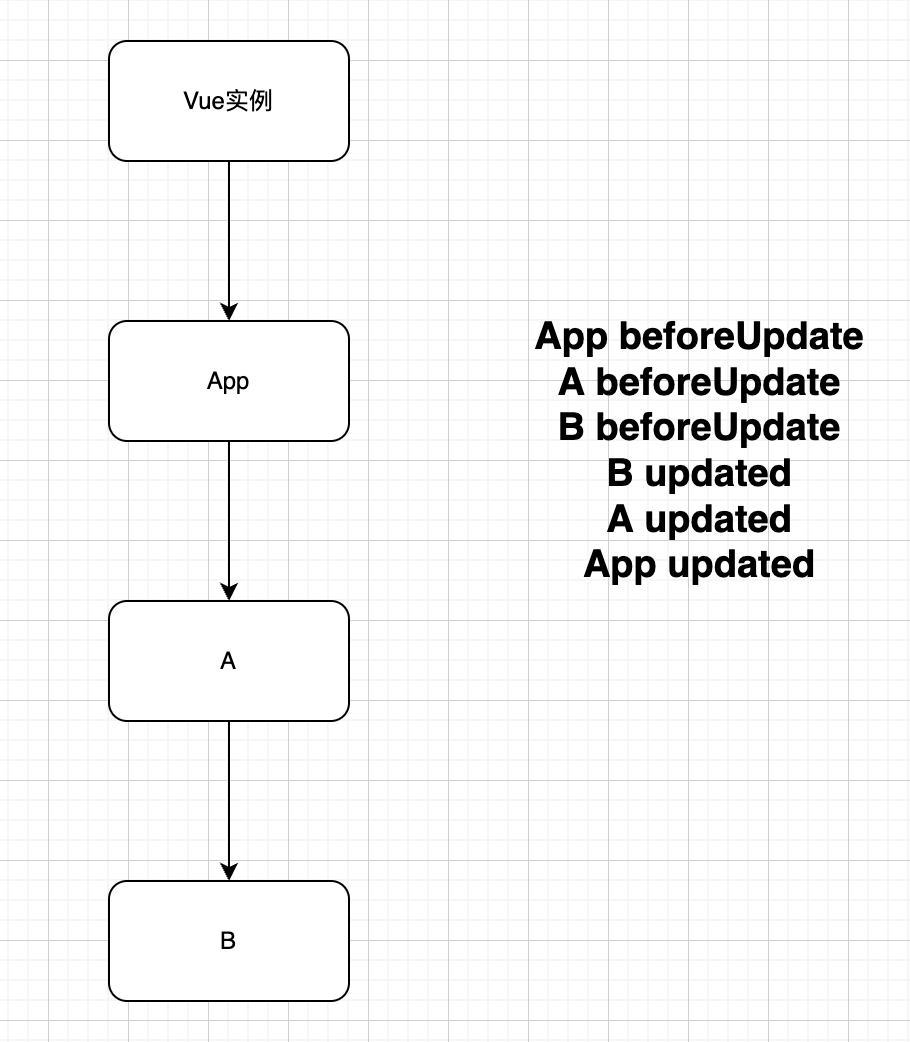 Vue实例
App
A
B
App beforeUpdate
A beforeUpdate
B beforeUpdate
B updated
A updated
App updated